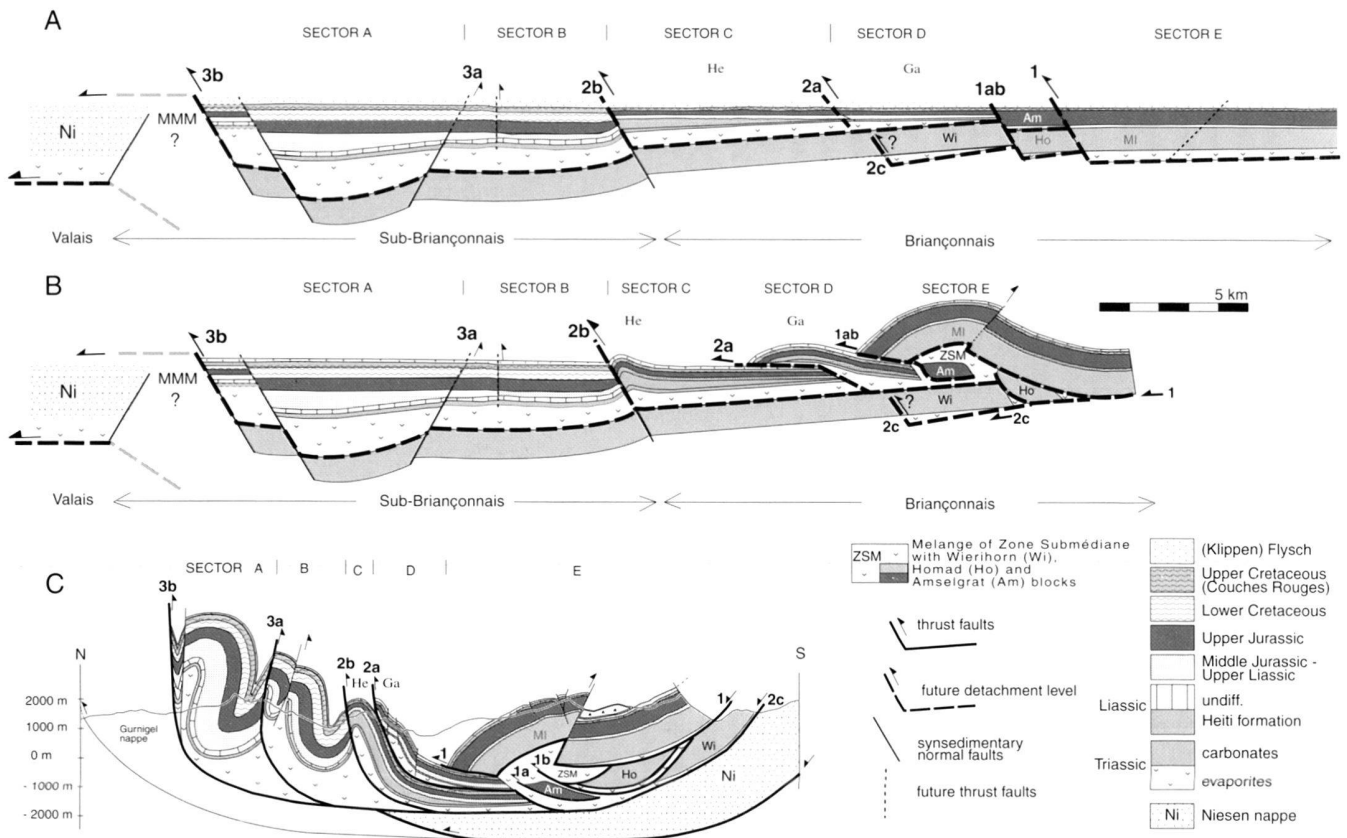 A
SECTOR A SECTOR B SECTOR C SECTOR D SECTOR E
He Ga
3b 3a 2b 2a 1ab 1
Ni MMM ? Am
? Wi Ho MI
2c
Valais Sub-Briançonnais Briançonnais
B
SECTOR A SECTOR B SECTOR C SECTOR D SECTOR E
5 km
He Ga
3b 3a 2b 2a 1ab MI
ZSM
Ni MMM ? Am
? Wi Ho 1
2c 2c
Valais Sub-Briançonnais Briançonnais
C
SECTOR A B C D E
3b 3a 2b 2a
He Ga
N S
2000 m
1000 m
0 m
- 1000 m
- 2000 m
Gurnigel
nappe
1 MI 1b 1a ZSM Am Ho Wi Ni 1 2c
ZSM Melange of Zone Submédiane
with Wierihorn (Wi),
Homad (Ho) and
Amselgrat (Am) blocks
thrust faults
future detachment level
synsedimentary
normal faults
future thrust faults
(Klippen) Flysch
Upper Cretaceous
(Couches Rouges)
Lower Cretaceous
Upper Jurassic
Middle Jurassic -
Upper Liassic
Liassic undiff.
Heiti formation
Triassic carbonates
evaporites
Ni Niesen nappe